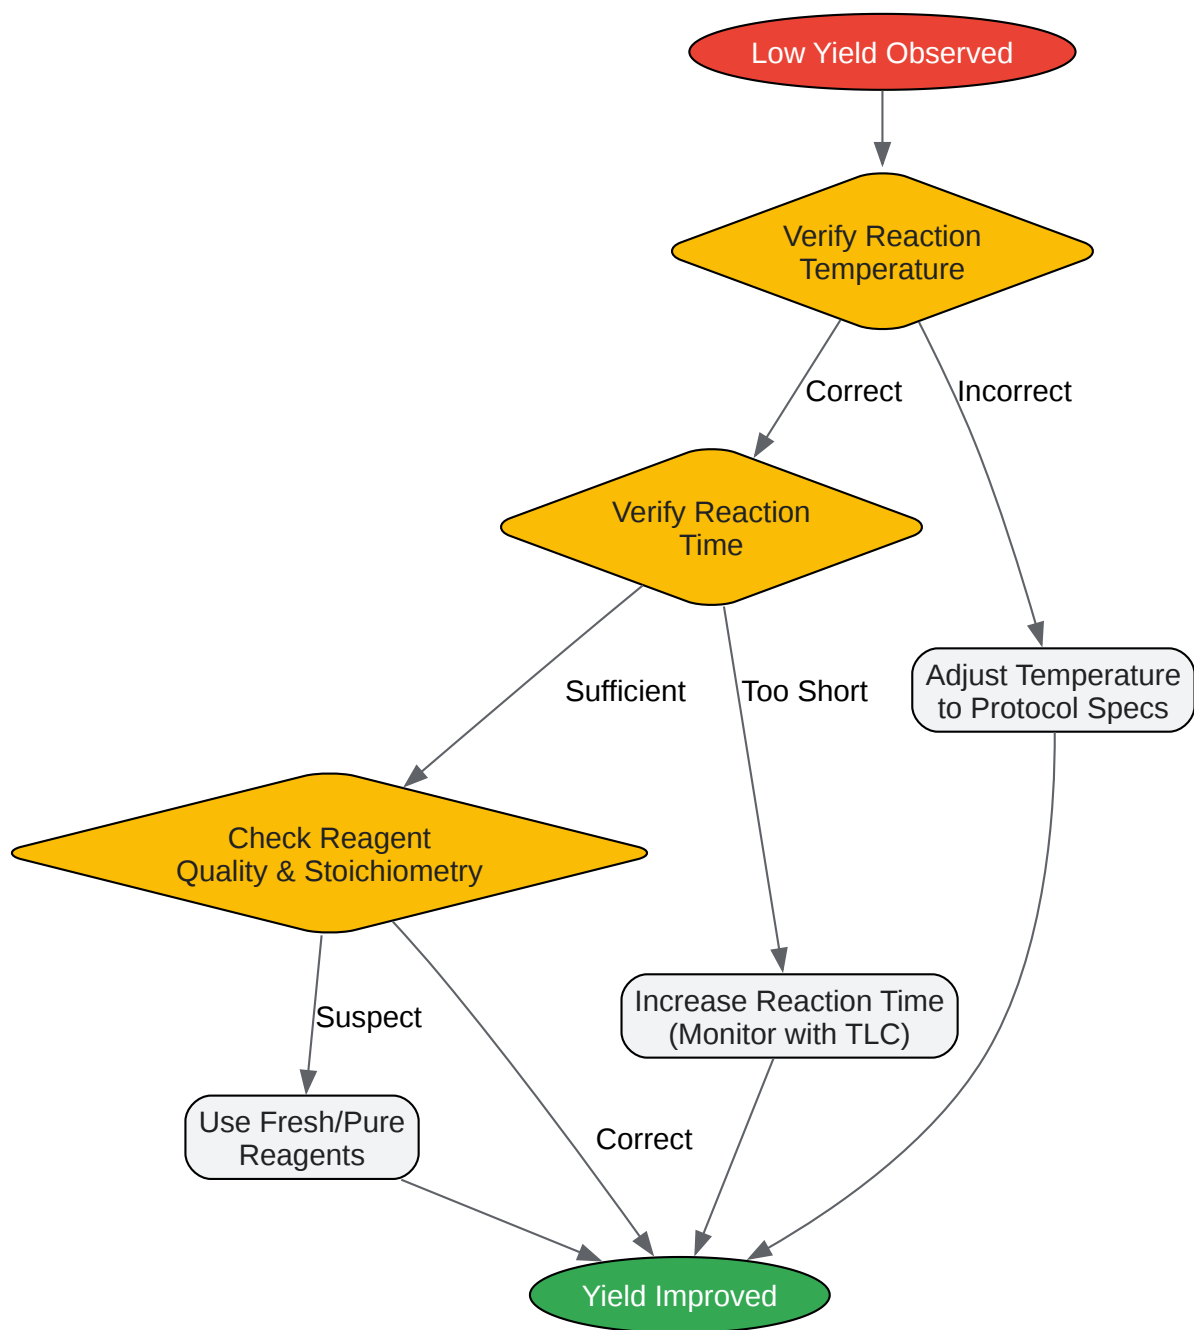 Low Yield Observed
Verify Reaction
Temperature
Correct
Incorrect
Verify Reaction
Time
Sufficient
Too Short
Adjust Temperature
to Protocol Specs
Check Reagent
Quality & Stoichiometry
Suspect
Increase Reaction Time
(Monitor with TLC)
Use Fresh/Pure
Reagents
Correct
Yield Improved